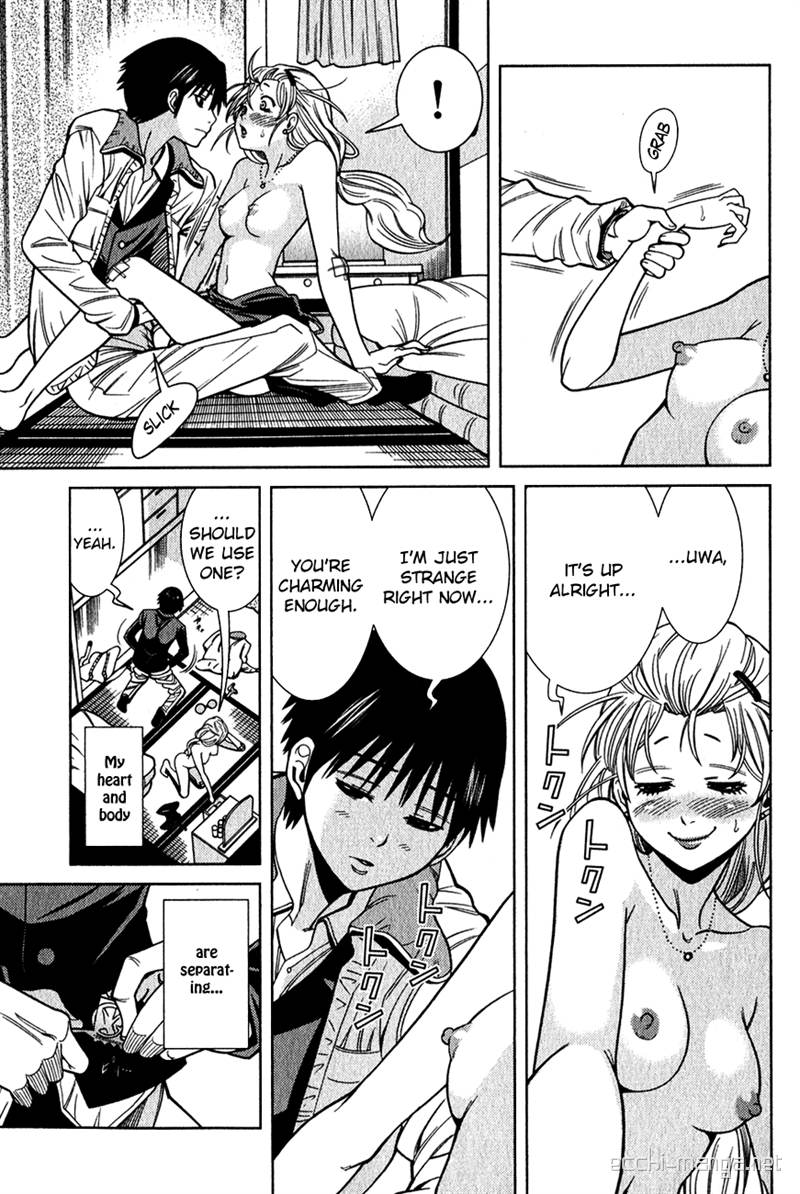 GRAB
!
SLICK
...UWA,
IT'S UP
ALRIGHT...
トクン
トクン
I'M JUST
STRANGE
RIGHT NOW...
YOU'RE
CHARMING
ENOUGH.
トクン
トクン
...
SHOULD
WE USE
ONE?
...
YEAH.
My
heart
and
body
are
separat-
ing...
ecchi-manga.net